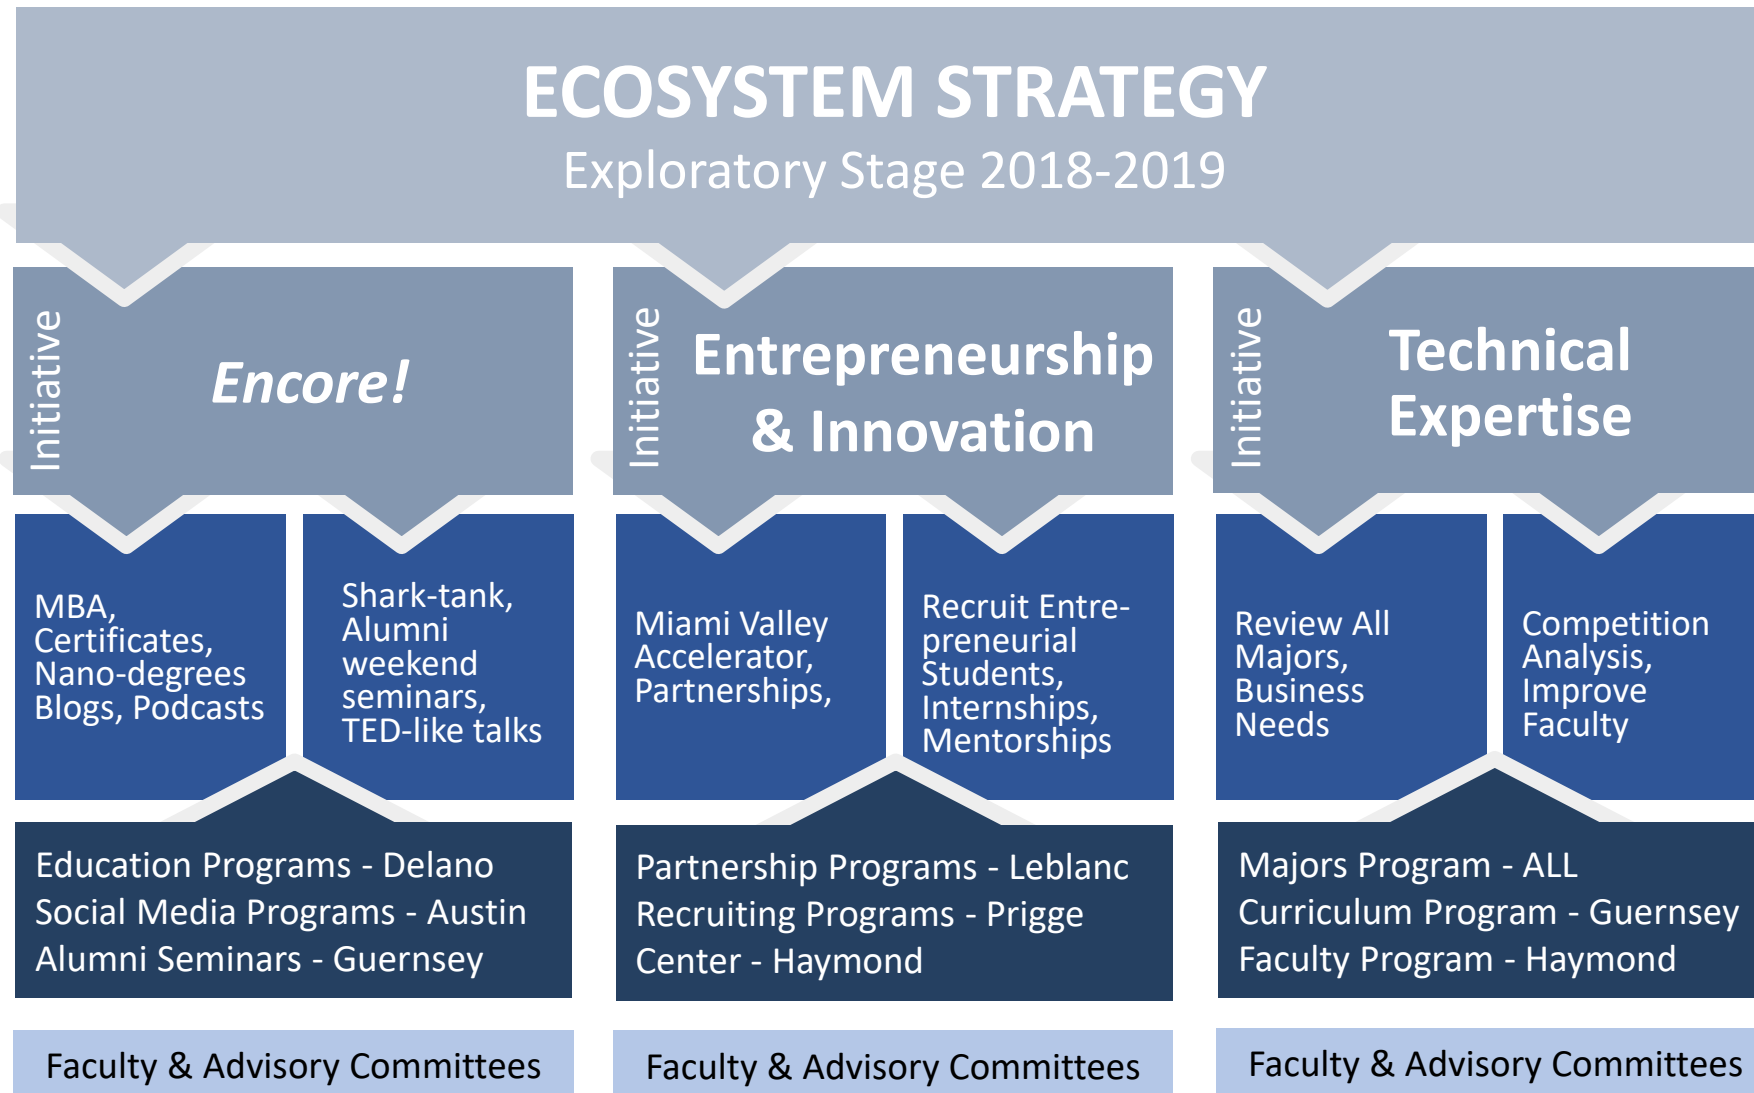 ECOSYSTEM STRATEGY
Exploratory Stage 2018-2019
Initiative
Encore!
MBA,
Certificates,
Nano-degrees
Blogs, Podcasts
Shark-tank,
Alumni
weekend
seminars,
TED-like talks
Education Programs - Delano
Social Media Programs - Austin
Alumni Seminars - Guernsey
Faculty & Advisory Committees
Initiative
Entrepreneurship
& Innovation
Miami Valley
Accelerator,
Partnerships,
Recruit Entre-
preneurial
Students,
Internships,
Mentorships
Partnership Programs - Leblanc
Recruiting Programs - Prigge
Center - Haymond
Faculty & Advisory Committees
Initiative
Technical
Expertise
Review All
Majors,
Business
Needs
Competition
Analysis,
Improve
Faculty
Majors Program - ALL
Curriculum Program - Guernsey
Faculty Program - Haymond
Faculty & Advisory Committees